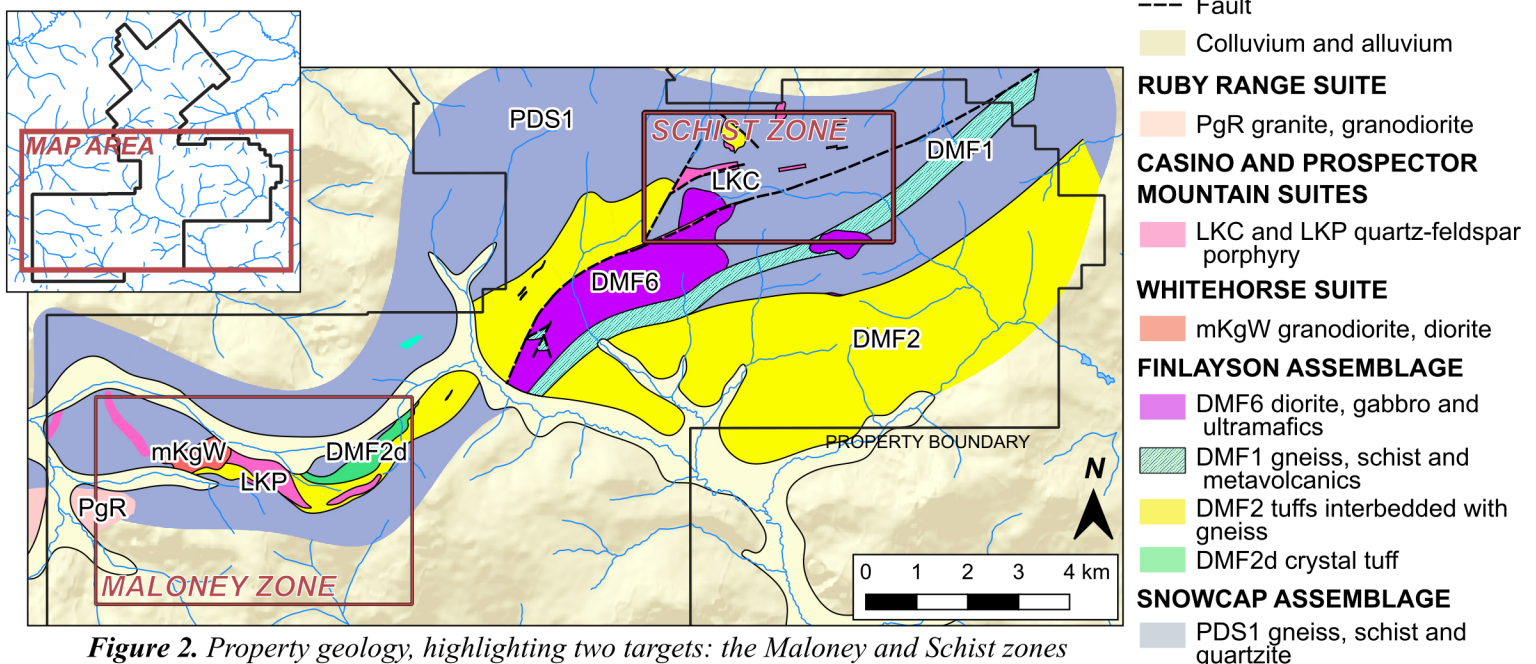 MAP AREA
PDS1
SCHIST ZONE
DMF1
LKC
DMF6
DMF2
mKgW
DMF2d
LKP
PgR
PROPERTY BOUNDARY
MALONEY ZONE
N
0 1 2 3 4 km
Fault
Colluvium and alluvium
RUBY RANGE SUITE
PgR granite, granodiorite
CASINO AND PROSPECTOR
MOUNTAIN SUITES
LKC and LKP quartz-feldspar
porphyry
WHITEHORSE SUITE
mKgW granodiorite, diorite
FINLAYSON ASSEMBLAGE
DMF6 diorite, gabbro and
ultramafics
DMF1 gneiss, schist and
metavolcanics
DMF2 tuffs interbedded with
gneiss
DMF2d crystal tuff
SNOWCAP ASSEMBLAGE
PDS1 gneiss, schist and
quartzite
Figure 2. Property geology, highlighting two targets: the Maloney and Schist zones